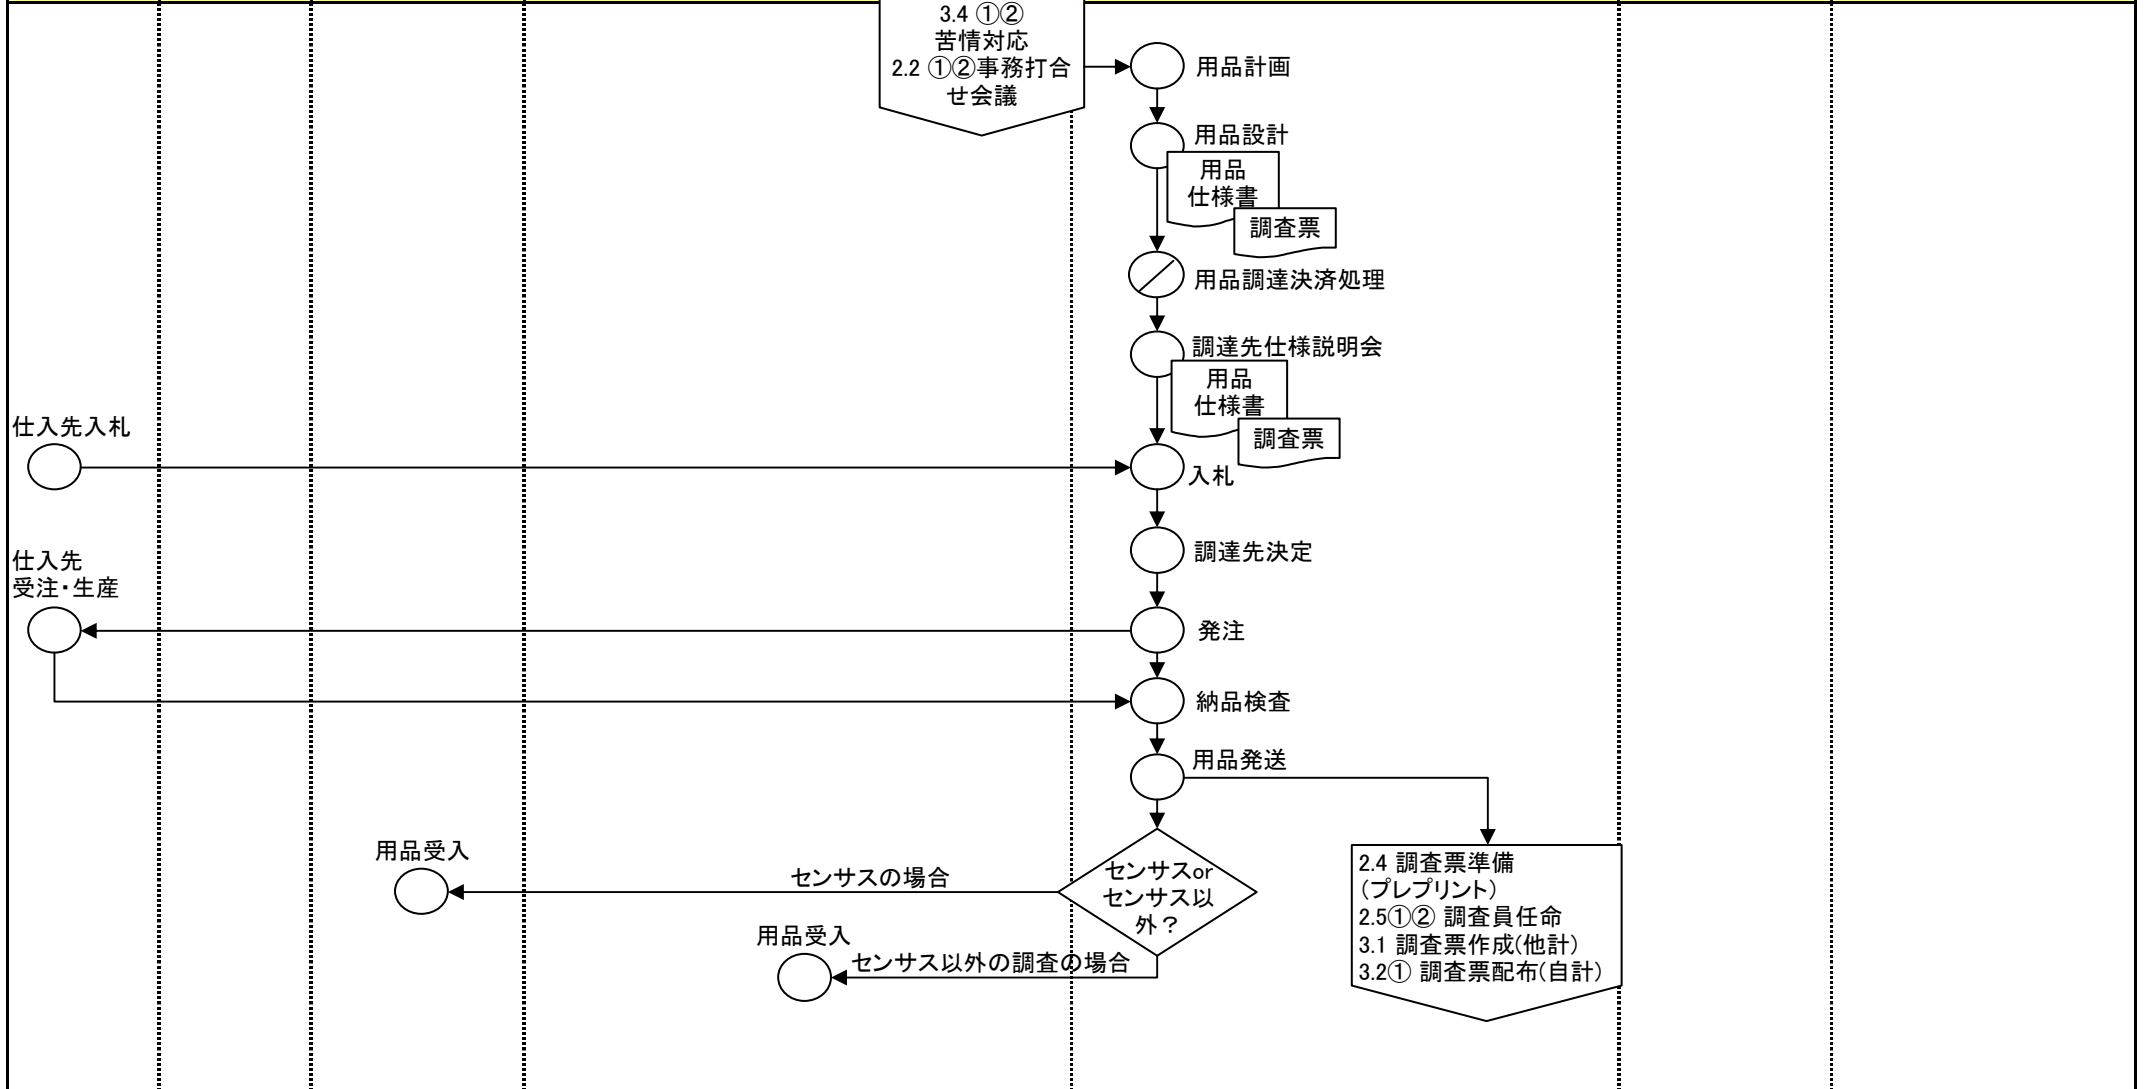 3.4 ①②
苦情対応
2.2 ①②事務打合
せ会議
用品計画
用品設計
用品
仕様書
調査票
用品調達決済処理
調達先仕様説明会
用品
仕様書
調査票
仕入先入札
入札
調達先決定
仕入先
受注・生産
発注
納品検査
用品発送
用品受入
センサスの場合
センサスor
センサス以
外？
用品受入
センサス以外の調査の場合
2.4 調査票準備
（プレプリント）
2.5①② 調査員任命
3.1 調査票作成(他計)
3.2① 調査票配布(自計)